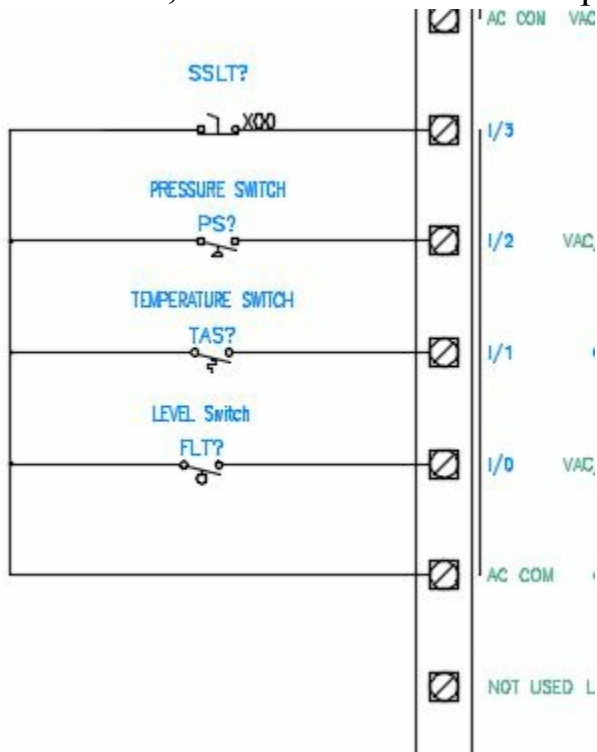 AC CON VAC
SSLT?
X00
I/3
PRESSURE SWITCH
PS?
I/2 VAC
TEMPERATURE SWITCH
TAS?
I/1
LEVEL Switch
FLT?
I/0 VAC
AC COM
NOT USED L